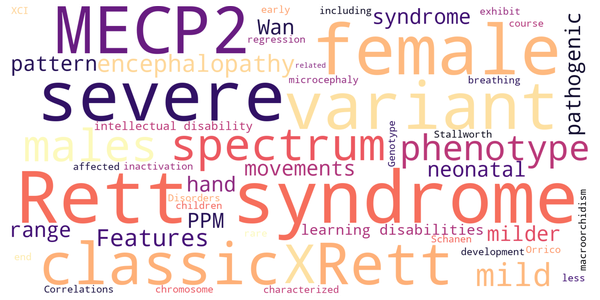 XCI early including syndrome exhibit
MECP2 Wan female course pathogenic
regression
pattern encephalopathy related
microcephaly breathing
severe variant
intellectual disability Genotype Stallworth
males spectrum phenotype
affected inactivation movements neonatal
Rett syndrome
hand Disorders children
PPM learning disabilities
range Features rare Schanen milder macroorchidism
classic X Rett development Orrico
end mild less
Correlations chromosome characterized